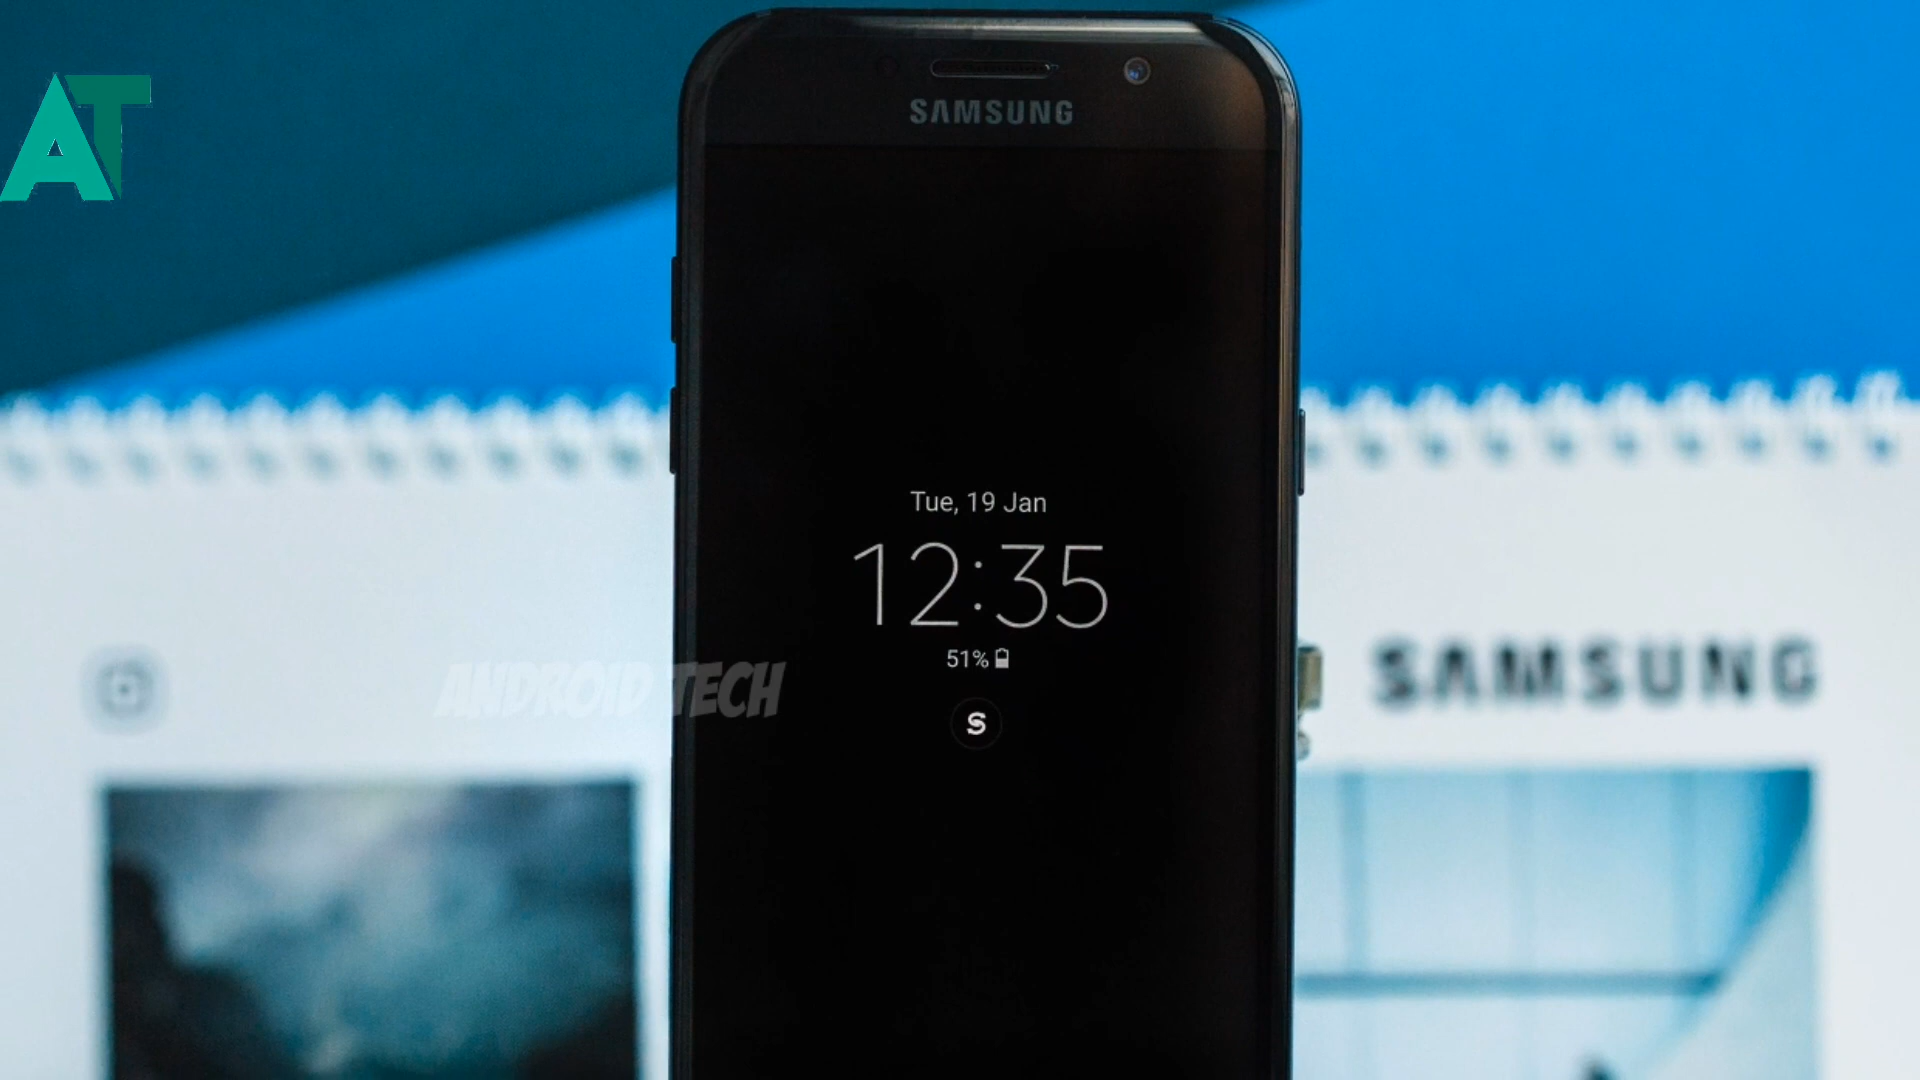 AT
SAMSUNG
Tue, 19 Jan
12:35
51%
ANDROID TECH
S
SAMSUNG